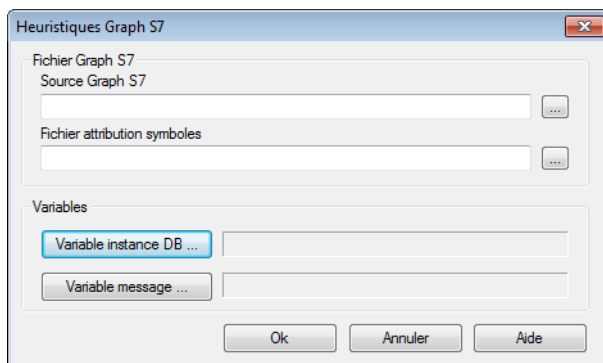 Heuristiques Graph S7
Fichier Graph S7
Source Graph S7
...
Fichier attribution symboles
...
Variables
Variable instance DB ...
Variable message ...
Ok Annuler Aide